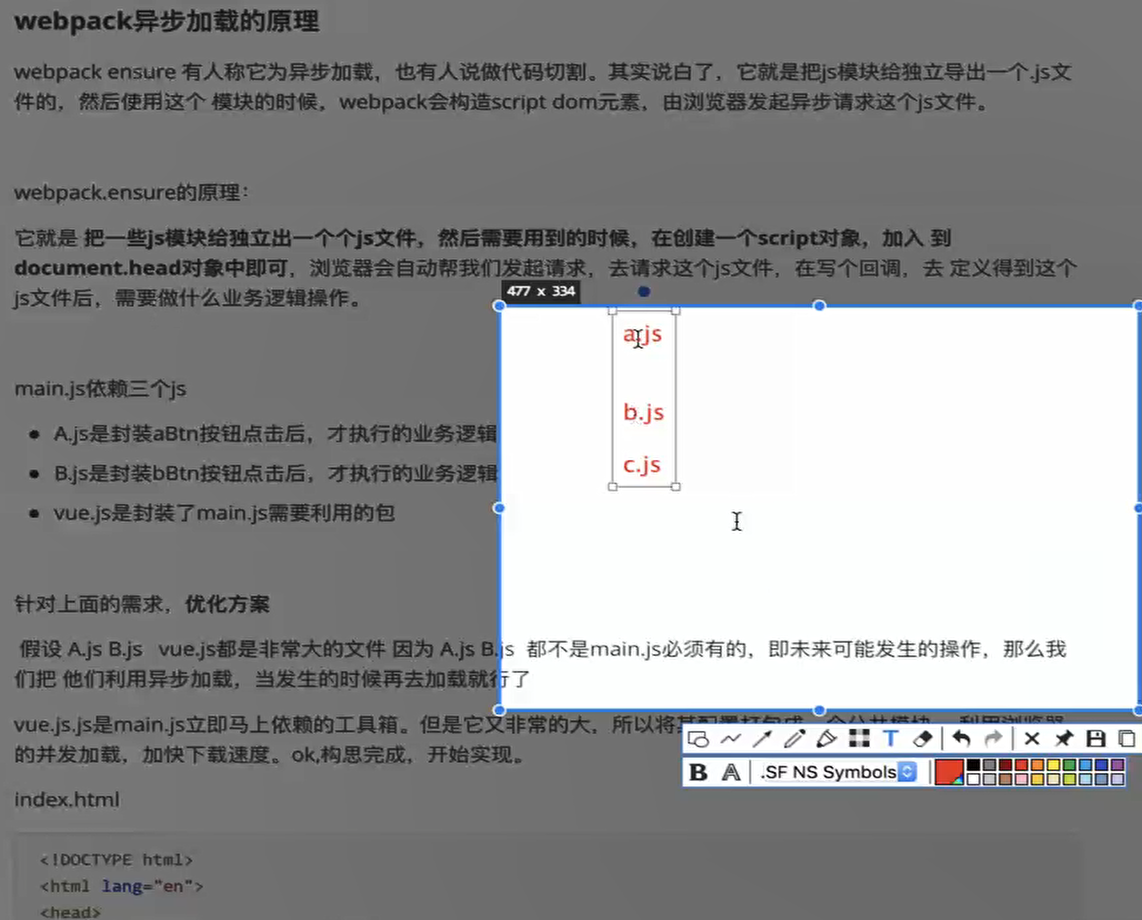 webpack异步加载的原理
webpack ensure 有人称它为异步加载，也有人说做代码切割。其实说白了，它就是把js模块给独立导出一个.js文
件的，然后使用这个 模块的时候，webpack会构造script dom元素，由浏览器发起异步请求这个js文件。
webpack.ensure的原理：
它就是 把一些js模块给独立出一个个js文件，然后需要用到的时候，在创建一个script对象，加入 到
document.head对象中即可，浏览器会自动帮我们发起请求，去请求这个js文件，在写个回调，去 定义得到这个
js文件后，需要做什么业务逻辑操作。
477 x 334
a.js
main.js依赖三个js
b.js
A.js是封装aBtn按钮点击后，才执行的业务逻辑
c.js
B.js是封装bBtn按钮点击后，才执行的业务逻辑
vue.js是封装了main.js需要利用的包
针对上面的需求，优化方案
假设 A.js B.js vue.js都是非常大的文件 因为 A.js B.js 都不是main.js必须有的，即未来可能发生的操作，那么我
们把 他们利用异步加载，当发生的时候再去加载就行了
vue.js.js是main.js立即马上依赖的工具箱。但是它又非常的大，所以将其配置打包成一个公共模块，利用浏览器
的并发加载，加快下载速度。ok,构思完成，开始实现。
T
B A .SF NS Symbols
index.html
<!DOCTYPE html>
<html lang="en">
<head>